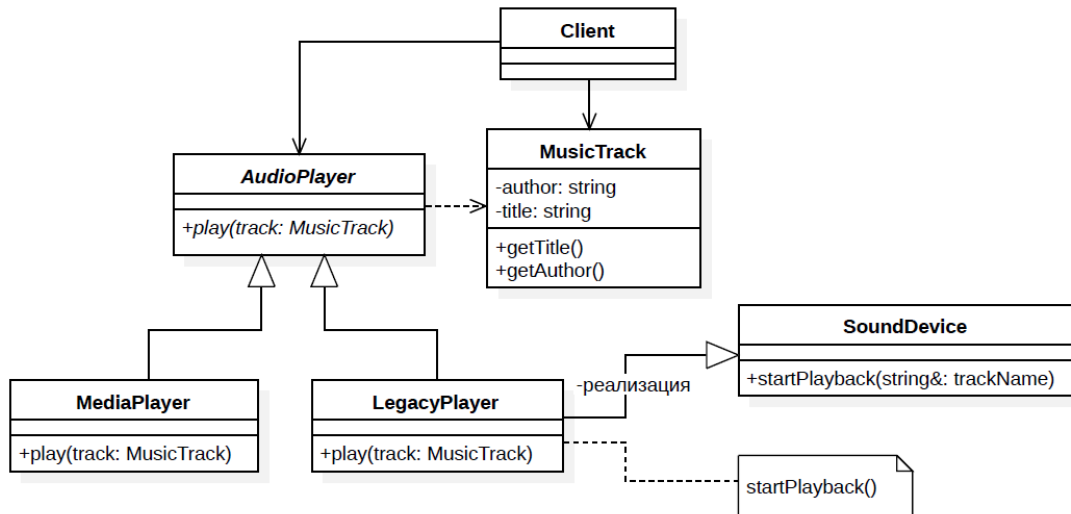 Client
AudioPlayer
+play(track: MusicTrack)
MusicTrack
-author: string
-title: string
+getTitle()
+getAuthor()
SoundDevice
+startPlayback(string&: trackName)
-реализация
MediaPlayer
+play(track: MusicTrack)
LegacyPlayer
+play(track: MusicTrack)
startPlayback()